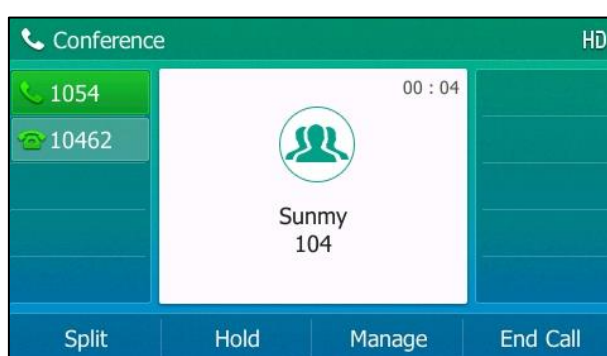 Conference
HD
1054
10462
00 : 04
Sunmy
104
Split Hold Manage End Call